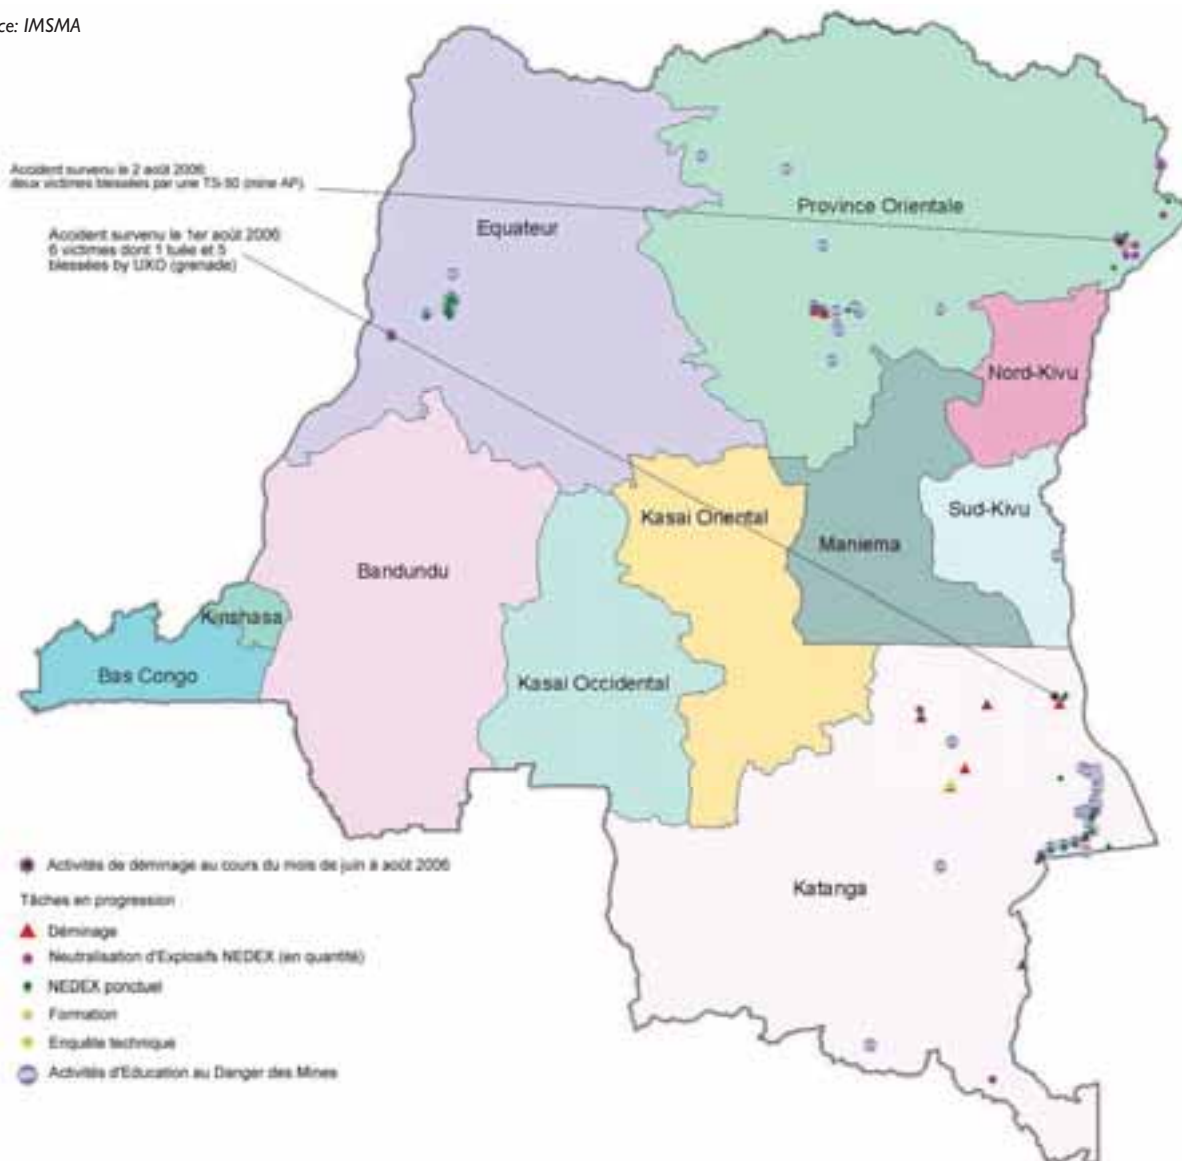 ce: IMSMA
Accident survenu le 2 août 2006
deux victimes blessées par une TS-50 (mine AP)
Accident survenu le 1er août 2006
6 victimes dont 1 tuée et 5
blessées by UXO (grenade)
Equateur
Province Orientale
Nord-Kivu
Sud-Kivu
Kasai Oriental
Maniema
Bandundu
Kinshasa
Bas Congo
Kasai Occidental
Katanga
Activités de déminage au cours du mois de juin à août 2006
Tâches en progression
Déminage
Neutralisation d'Explosifs NEDEX (en quantité)
NEDEX ponctuel
Formation
Enquête technique
Activités d'Education au Danger des Mines